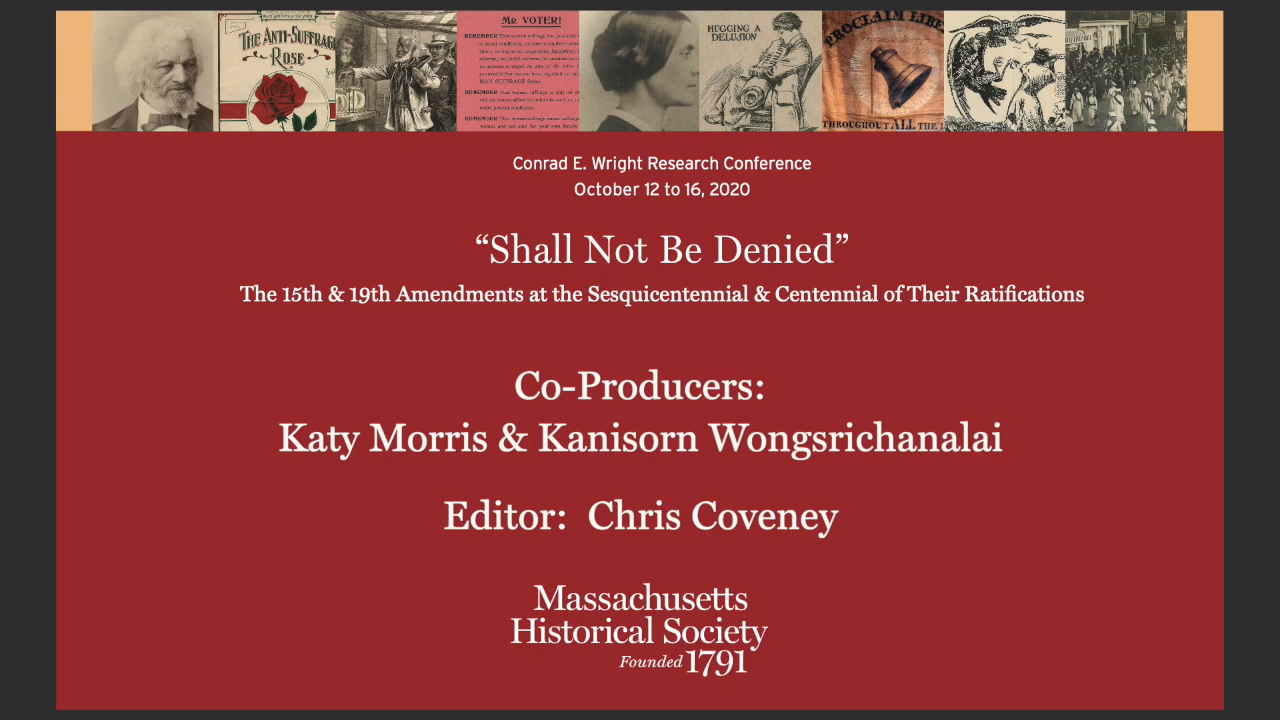 THE ANTI-SUFFRAGE
ROSE
MR. VOTER!
REMEMBER
HUGGING A
DELUSION
PROCLAIM LIBE
THROUGHOUT ALL THE
Conrad E. Wright Research Conference
October 12 to 16, 2020
“Shall Not Be Denied”
The 15th & 19th Amendments at the Sesquicentennial & Centennial of Their Ratifications
Co-Producers:
Katy Morris & Kanisorn Wongsrichanalai
Editor: Chris Coveney
Massachusetts
Historical Society
Founded 1791